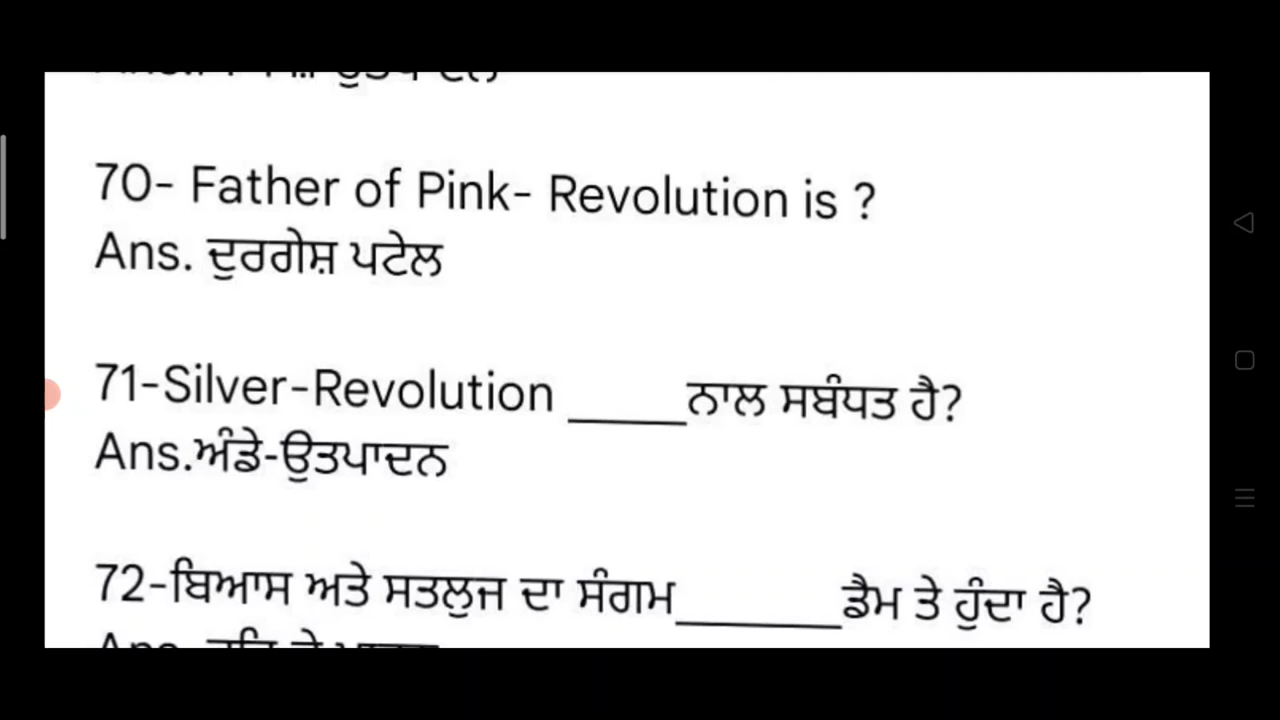 70- Father of Pink- Revolution is ?
Ans. ਦੁਰਗੇਸ਼ ਪਟੇਲ
71-Silver-Revolution _____ਨਾਲ ਸਬੰਧਤ ਹੈ?
Ans.ਅੰਡੇ-ਉਤਪਾਦਨ
72-ਬਿਆਸ ਅਤੇ ਸਤਲੁਜ ਦਾ ਸੰਗਮ_______ਡੈਮ ਤੇ ਹੁੰਦਾ ਹੈ?